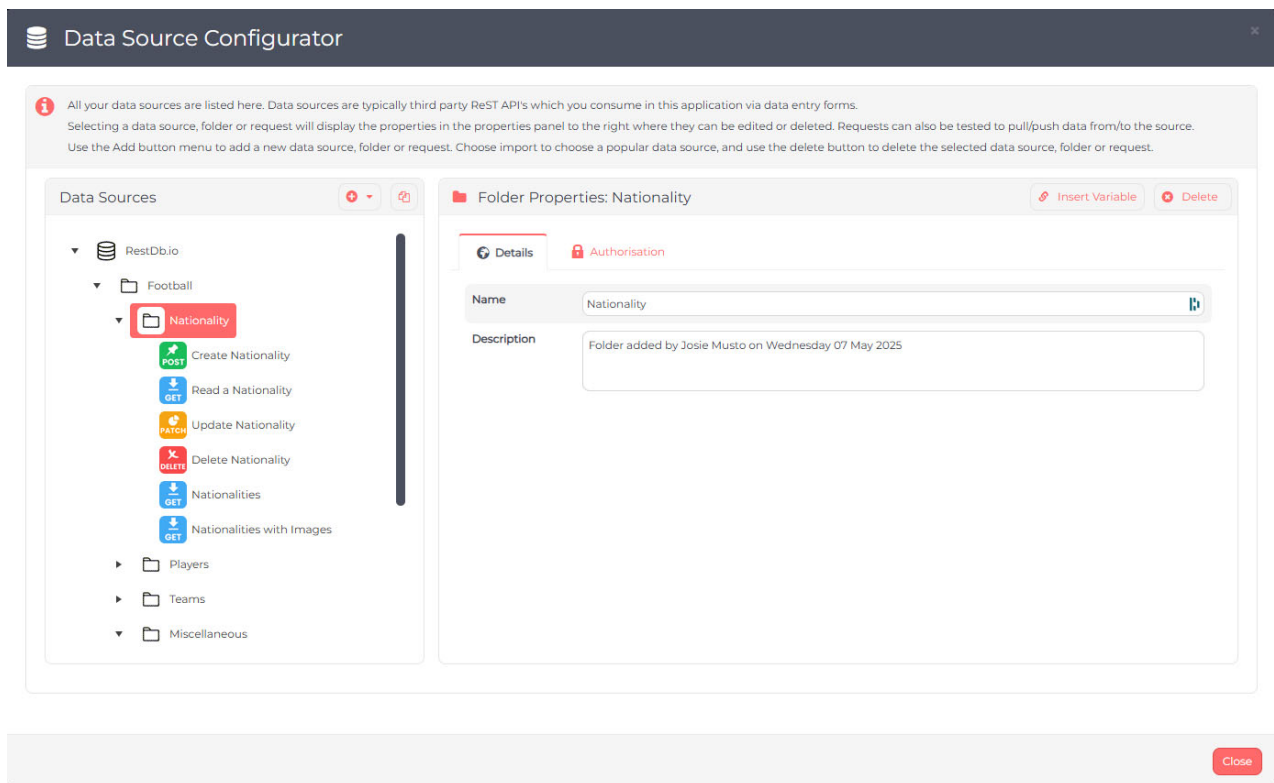 Data Source Configurator
All your data sources are listed here. Data sources are typically third party ReST API's which you consume in this application via data entry forms.
Selecting a data source, folder or request will display the properties in the properties panel to the right where they can be edited or deleted. Requests can also be tested to pull/push data from/to the source.
Use the Add button menu to add a new data source, folder or request. Choose import to choose a popular data source, and use the delete button to delete the selected data source, folder or request.
Data Sources
RestDb.io
Football
Nationality
POST Create Nationality
GET Read a Nationality
PATCH Update Nationality
DELETE Delete Nationality
GET Nationalities
GET Nationalities with Images
Players
Teams
Miscellaneous
Folder Properties: Nationality
Insert Variable
Delete
Details
Authorisation
Name
Nationality
Description
Folder added by Josie Musto on Wednesday 07 May 2025
Close